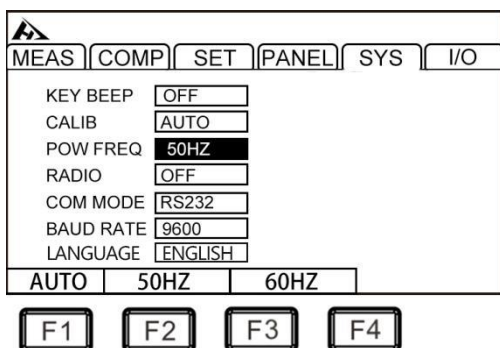 MEAS COMP SET PANEL SYS I/O
KEY BEEP OFF
CALIB AUTO
POW FREQ 50HZ
RADIO OFF
COM MODE RS232
BAUD RATE 9600
LANGUAGE ENGLISH
AUTO 50HZ 60HZ
F1 F2 F3 F4